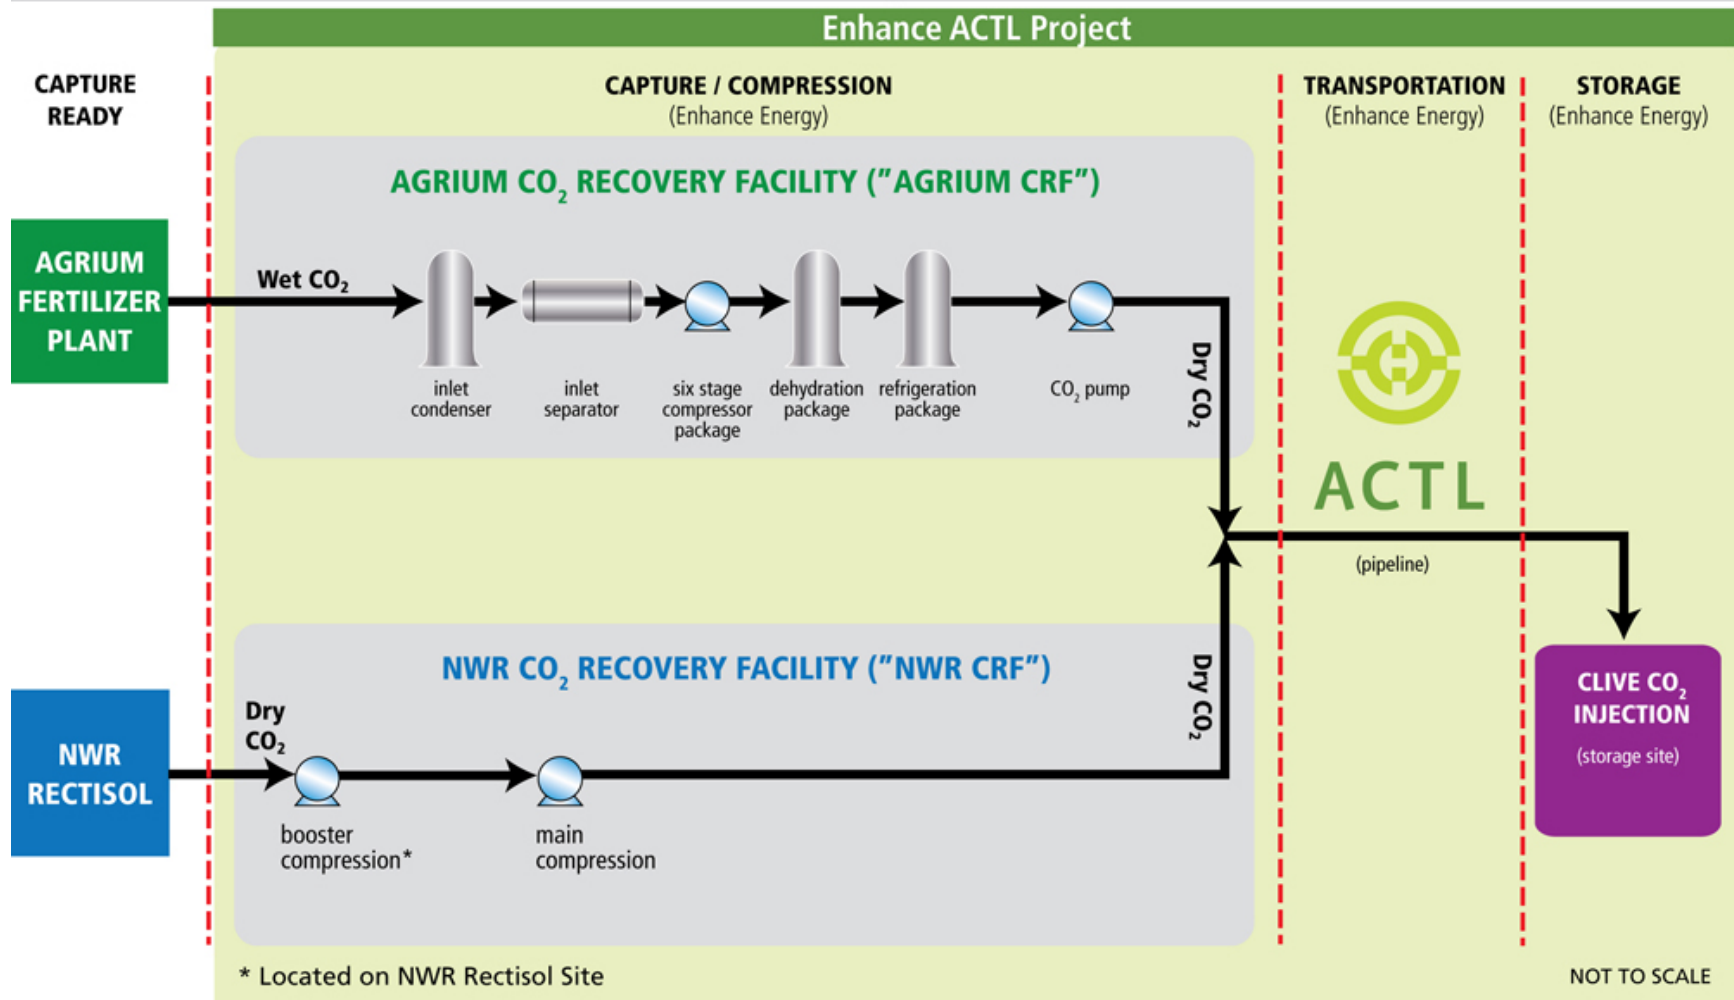 Enhance ACTL Project
CAPTURE
READY
CAPTURE / COMPRESSION
(Enhance Energy)
TRANSPORTATION
(Enhance Energy)
STORAGE
(Enhance Energy)
AGRIUM CO₂ RECOVERY FACILITY ("AGRIUM CRF")
AGRIUM
FERTILIZER
PLANT
Wet CO₂
inlet
condenser
inlet
separator
six stage
compressor
package
dehydration
package
refrigeration
package
CO₂ pump
Dry CO₂
ACTL
(pipeline)
NWR CO₂ RECOVERY FACILITY ("NWR CRF")
NWR
RECTISOL
Dry
CO₂
booster
compression*
main
compression
Dry CO₂
CLIVE CO₂
INJECTION
(storage site)
* Located on NWR Rectisol Site
NOT TO SCALE